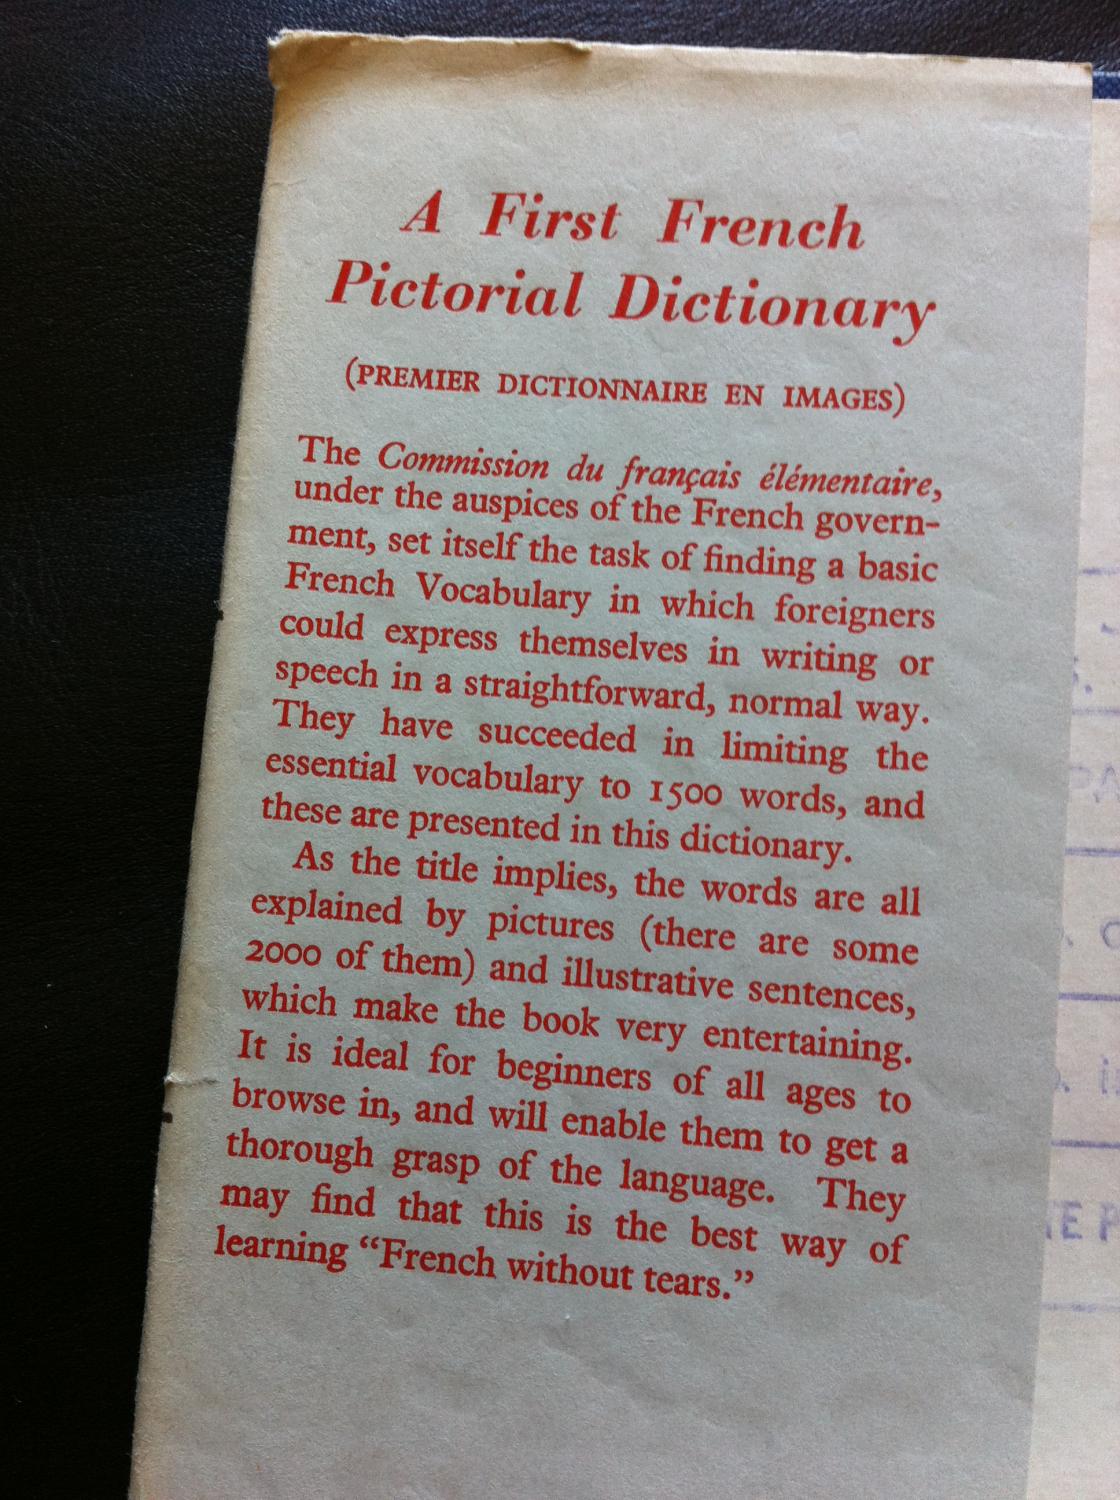 A First French
Pictorial Dictionary
(PREMIER DICTIONNAIRE EN IMAGES)
The Commission du français élémentaire,
under the auspices of the French govern-
ment, set itself the task of finding a basic
French Vocabulary in which foreigners
could express themselves in writing or
speech in a straightforward, normal way.
They have succeeded in limiting the
essential vocabulary to 1500 words, and
these are presented in this dictionary.
As the title implies, the words are all
explained by pictures (there are some
2000 of them) and illustrative sentences,
which make the book very entertaining.
It is ideal for beginners of all ages to
browse in, and will enable them to get a
thorough grasp of the language. They
may find that this is the best way of
learning “French without tears.”